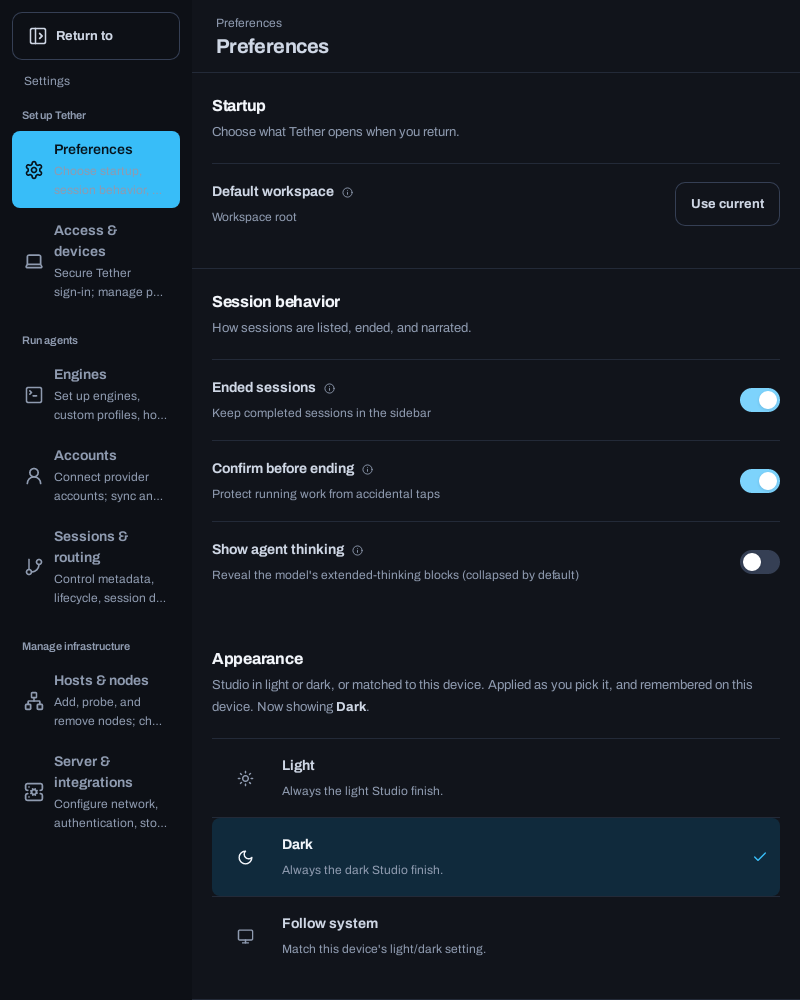 Return to
Settings
Set up Tether
Preferences
Choose startup,
session behavior...
Access &
devices
Secure Tether
sign-in; manage p...
Run agents
Engines
Set up engines,
custom profiles, ho...
Accounts
Connect provider
accounts; sync an...
Sessions &
routing
Control metadata,
lifecycle, session d...
Manage infrastructure
Hosts & nodes
Add, probe, and
remove nodes; ch...
Server &
integrations
Configure network,
authentication, sto...
Preferences
Preferences
Startup
Choose what Tether opens when you return.
Default workspace
Workspace root
Use current
Session behavior
How sessions are listed, ended, and narrated.
Ended sessions
Keep completed sessions in the sidebar
Confirm before ending
Protect running work from accidental taps
Show agent thinking
Reveal the model's extended-thinking blocks (collapsed by default)
Appearance
Studio in light or dark, or matched to this device. Applied as you pick it, and remembered on this
device. Now showing Dark.
Light
Always the light Studio finish.
Dark
Always the dark Studio finish.
Follow system
Match this device's light/dark setting.